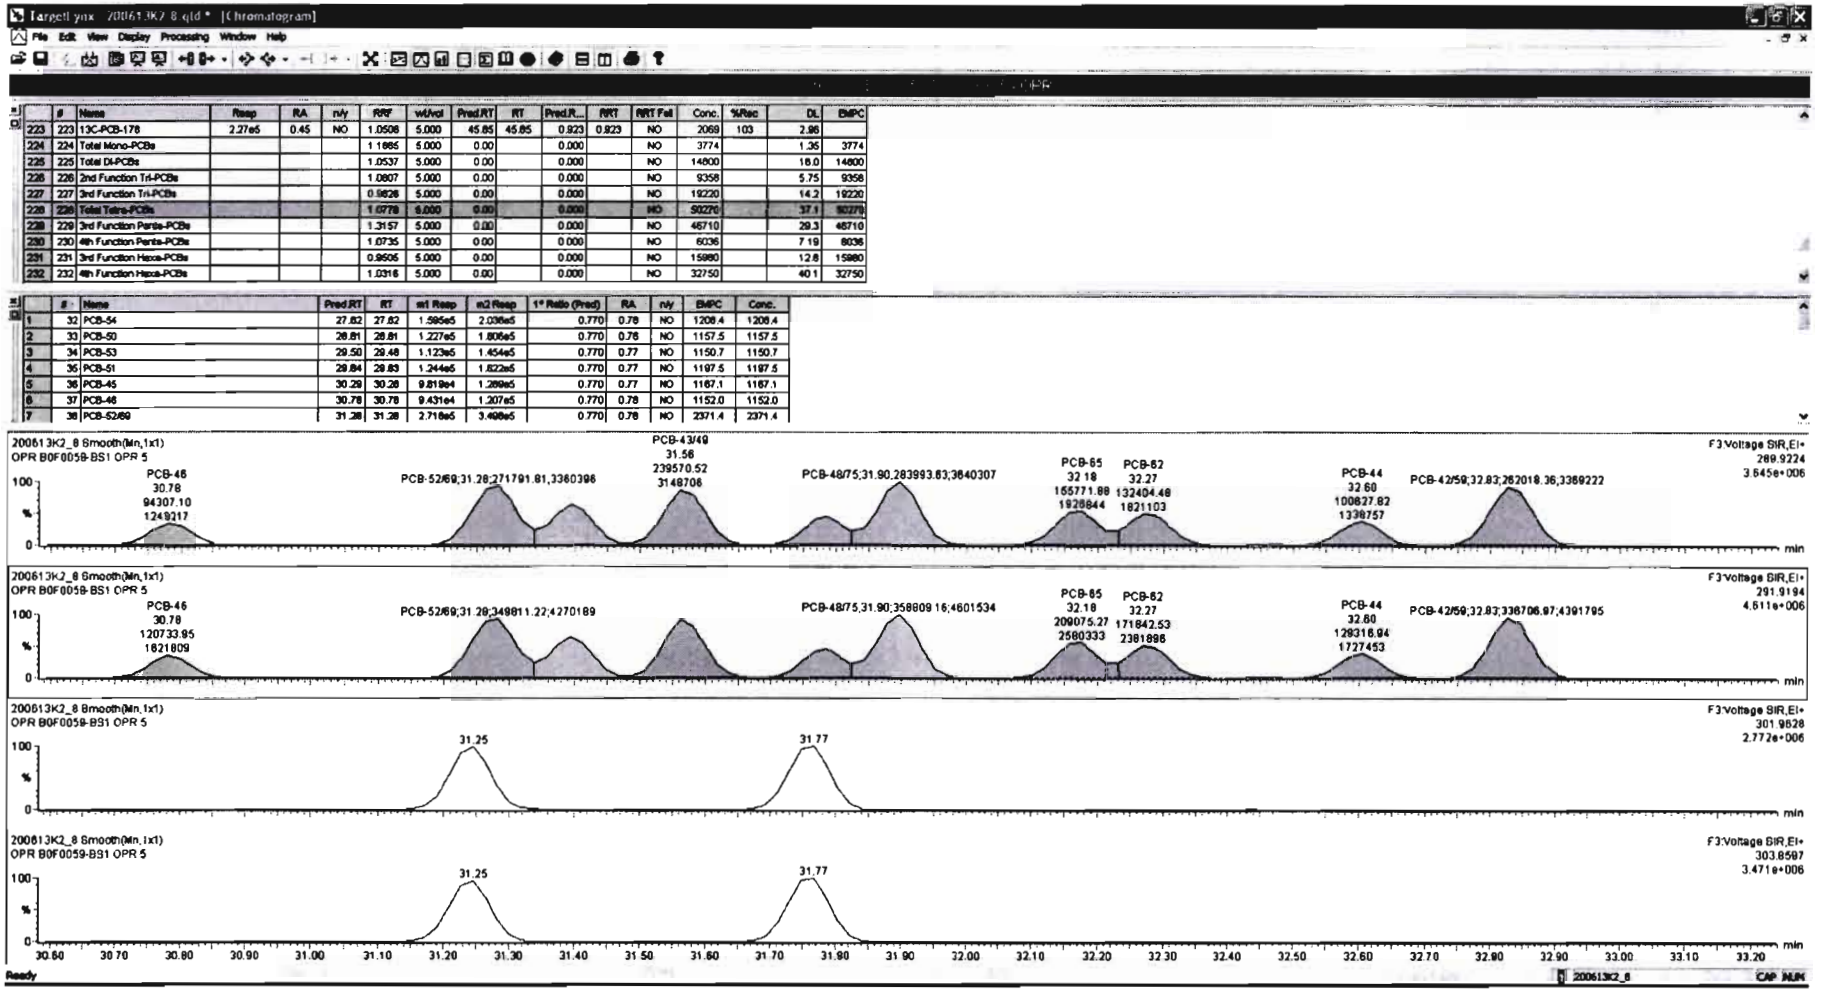 TargetLynx - 200613K2_8.qld * - [Chromatogram]
File Edit View Display Processing Window Help
OPR
# Name Resp RA n/y RRF wt/vol Pred.RT RT Pred.R... RRT RRT Fail Conc. %Rec DL EMPC
223 223 13C-PCB-178 2.27e5 0.45 NO 1.0506 5.000 45.85 45.85 0.923 0.923 NO 2069 103 2.96
224 224 Total Mono-PCBs 1.1665 5.000 0.00 0.000 NO 3774 1.35 3774
225 225 Total Di-PCBs 1.0537 5.000 0.00 0.000 NO 14800 18.0 14800
226 226 2nd Function Tri-PCBs 1.0807 5.000 0.00 0.000 NO 9358 5.75 9358
227 227 3rd Function Tri-PCBs 0.9826 5.000 0.00 0.000 NO 19220 14.2 19220
228 228 Total Tetra-PCBs 1.0778 5.000 0.00 0.000 NO 50270 37.1 50270
229 229 3rd Function Penta-PCBs 1.3157 5.000 0.00 0.000 NO 46710 29.3 46710
230 230 4th Function Penta-PCBs 1.0735 5.000 0.00 0.000 NO 7.19
231 231 3rd Function Hexa-PCBs 0.9505 5.000 0.00 0.000 NO 15980 12.8 15980
232 232 4th Function Hexa-PCBs 1.0316 5.000 0.00 0.000 NO 32750 40.1 32750
# Name Pred.RT RT m1 Resp m2 Resp 1° Ratio (Pred) RA n/y EMPC Conc.
1 32 PCB-54 27.62 27.62 1.595e5 2.036e5 0.770 0.78 NO 1206.4 1206.4
2 33 PCB-50 28.81 28.81 1.227e5 1.606e5 0.770 0.76 NO 1157.5 1157.5
3 34 PCB-53 29.50 29.48 1.123e5 1.454e5 0.770 0.77 NO 1150.7 1150.7
4 35 PCB-51 29.84 29.83 1.244e5 1.622e5 0.770 0.77 NO 1197.5 1197.5
5 36 PCB-45 30.29 30.28 9.819e4 1.269e5 0.770 0.77 NO 1167.1 1167.1
6 37 PCB-46 30.78 30.78 9.431e4 1.207e5 0.770 0.78 NO 1152.0 1152.0
7 38 PCB-52/69 31.28 31.28 2.718e5 3.498e5 0.770 0.78 NO 2371.4 2371.4
200613K2_8 Smooth(Mn,1x1)
OPR B0F0059-BS1 OPR 5
F3:Voltage SIR,EI+
289.9224
3.645e+006
PCB-46
30.78
94307.10
1249217
PCB-52/69;31.28;271791.81;3360396
PCB-43/49
31.56
239570.52
3148706
PCB-48/75;31.90;283993.63;3640307
PCB-65
32.18
165771.88
1926844
PCB-62
32.27
132404.48
1821103
PCB-44
32.60
100627.82
1338757
PCB-42/59;32.83;262018.36;3369222
100
%
0
min
200613K2_8 Smooth(Mn,1x1)
OPR B0F0059-BS1 OPR 5
F3:Voltage SIR,EI+
291.9194
4.611e+006
PCB-46
30.78
120733.95
1621809
PCB-52/69;31.28;349811.22;4270189
PCB-48/75;31.90;358809.16;4601534
PCB-65
32.18
209075.27
2580333
PCB-62
32.27
171842.53
2381896
PCB-44
32.60
129316.94
1727453
PCB-42/59;32.83;336706.97;4391795
100
%
0
min
200613K2_8 Smooth(Mn,1x1)
OPR B0F0059-BS1 OPR 5
F3:Voltage SIR,EI+
301.9628
2.772e+006
31.25 31.77
100
%
0
min
200613K2_8 Smooth(Mn,1x1)
OPR B0F0059-BS1 OPR 5
F3:Voltage SIR,EI+
303.8597
3.471e+006
31.25 31.77
100
%
0
min
30.60 30.70 30.80 30.90 31.00 31.10 31.20 31.30 31.40 31.50 31.60 31.70 31.80 31.90 32.00 32.10 32.20 32.30 32.40 32.50 32.60 32.70 32.80 32.90 33.00 33.10 33.20
Ready 200613K2_8 CAP NUM